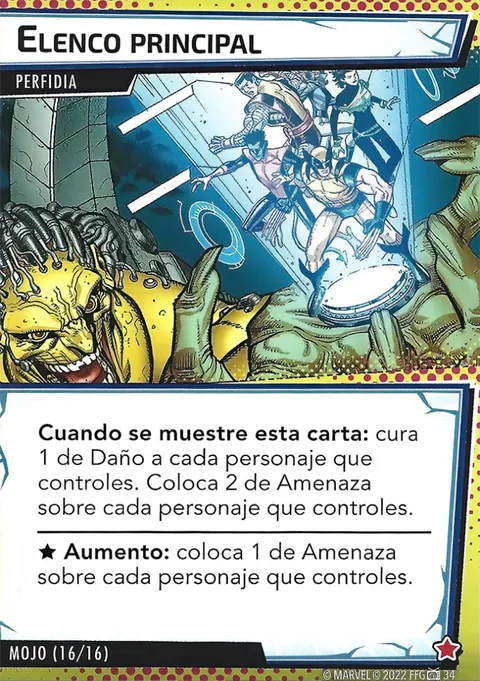 ELENCO PRINCIPAL
PERFIDIA
Cuando se muestre esta carta: cura
1 de Daño a cada personaje que
controles. Coloca 2 de Amenaza
sobre cada personaje que controles.
★ Aumento: coloca 1 de Amenaza
sobre cada personaje que controles.
MOJO (16/16)
© MARVEL © 2022 FFG 34